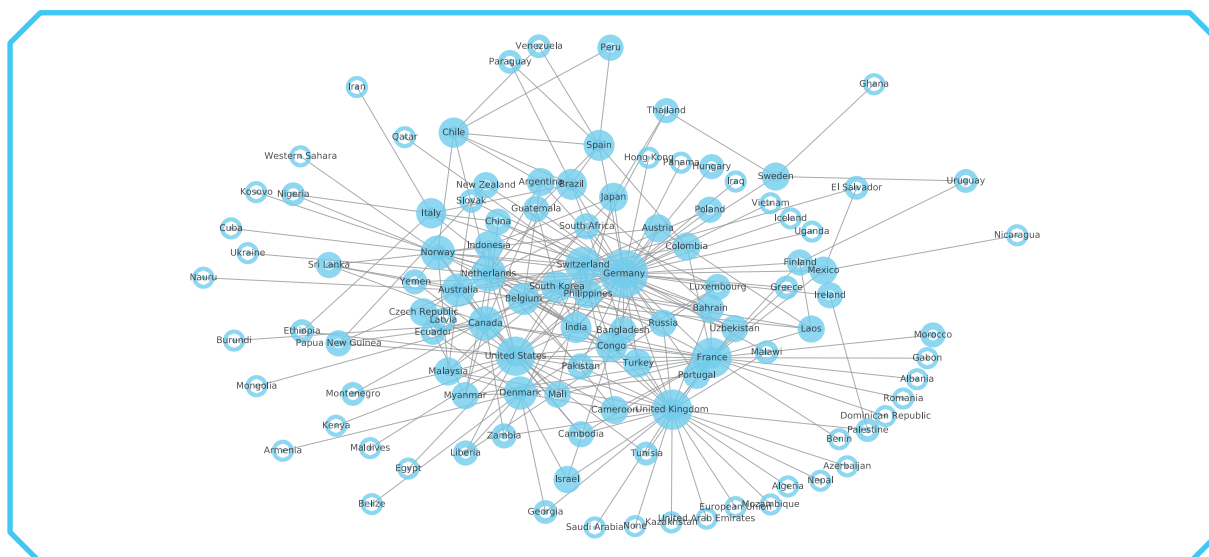 Venezuela
Peru
Paraguay
Iran
Ghana
Thailand
Chile
Qatar
Spain
Western Sahara
Hong Kong
Panama
Hungary
Sweden
Iraq
El Salvador
Uruguay
New Zealand
Argentina
Brazil
Kosovo
Nigeria
Slovak
Japan
Vietnam
Guatemala
Poland
Italy
China
Iceland
South Africa
Austria
Cuba
Uganda
Nicaragua
Indonesia
Colombia
Ukraine
Norway
Sri Lanka
Switzerland
Finland
Mexico
Netherlands
Germany
Nauru
Yemen
South Korea
Luxembourg
Greece
Australia
Philippines
Belgium
Ireland
Bahrain
Czech Republic
Latvia
Canada
Russia
India
Bangladesh
Uzbekistan
Laos
Ethiopia
Ecuador
Morocco
Burundi
Papua New Guinea
Congo
Malawi
United States
France
Gabon
Turkey
Pakistan
Malaysia
Portugal
Albania
Mongolia
Montenegro
Myanmar
Denmark
Mali
Romania
Cameroon
United Kingdom
Dominican Republic
Kenya
Palestine
Zambia
Cambodia
Benin
Armenia
Maldives
Liberia
Tunisia
Azerbaijan
Egypt
Israel
Nepal
Algeria
Belize
Mozambique
European Union
Georgia
United Arab Emirates
Kazakhstan
Saudi Arabia
None